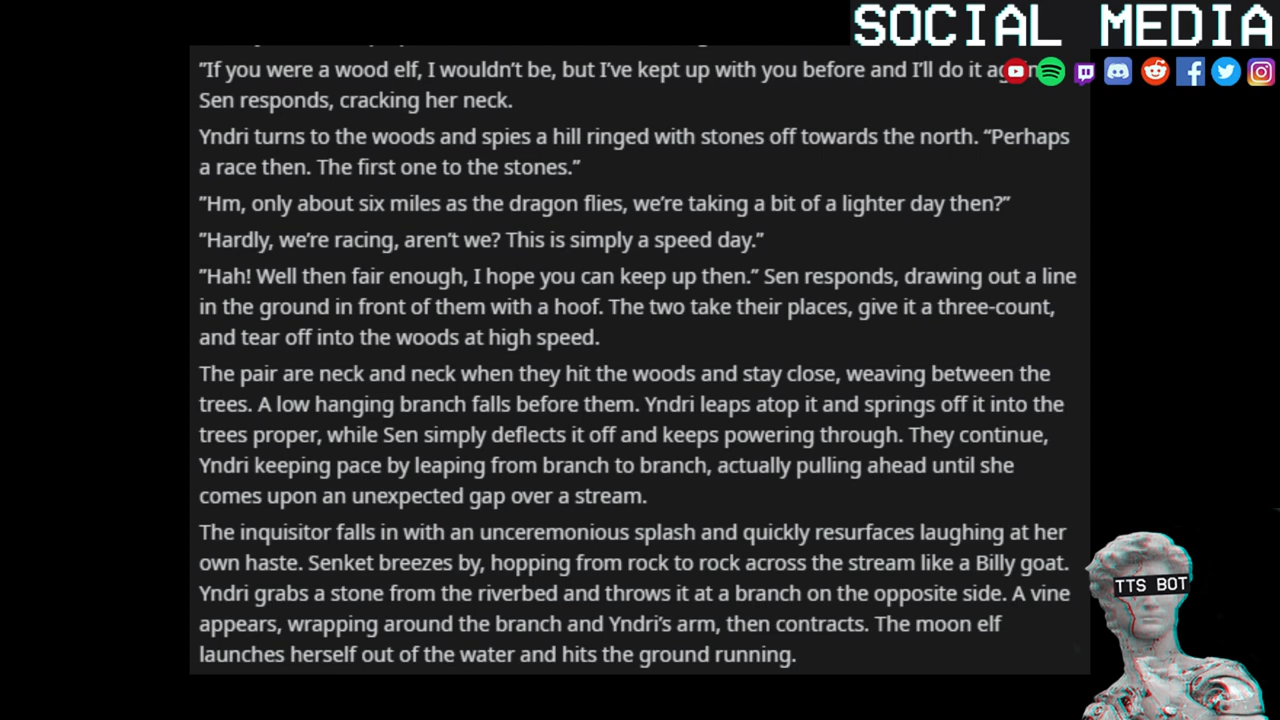 SOCIAL MEDIA
"If you were a wood elf, I wouldn't be, but I've kept up with you before and I'll do it
Sen responds, cracking her neck.
Yndri turns to the woods and spies a hill ringed with stones off towards the north. “Perhaps
a race then. The first one to the stones.”
"Hm, only about six miles as the dragon flies, we're taking a bit of a lighter day then?"
"Hardly, we're racing, aren't we? This is simply a speed day."
"Hah! Well then fair enough, I hope you can keep up then." Sen responds, drawing out a line
in the ground in front of them with a hoof. The two take their places, give it a three-count,
and tear off into the woods at high speed.
The pair are neck and neck when they hit the woods and stay close, weaving between the
trees. A low hanging branch falls before them. Yndri leaps atop it and springs off it into the
trees proper, while Sen simply deflects it off and keeps powering through. They continue,
Yndri keeping pace by leaping from branch to branch, actually pulling ahead until she
comes upon an unexpected gap over a stream.
The inquisitor falls in with an unceremonious splash and quickly resurfaces laughing at her
own haste. Senket breezes by, hopping from rock to rock across the stream like a Billy goat.
Yndri grabs a stone from the riverbed and throws it at a branch on the opposite side. A vine
appears, wrapping around the branch and Yndri's arm, then contracts. The moon elf
launches herself out of the water and hits the ground running.
TTS BOT